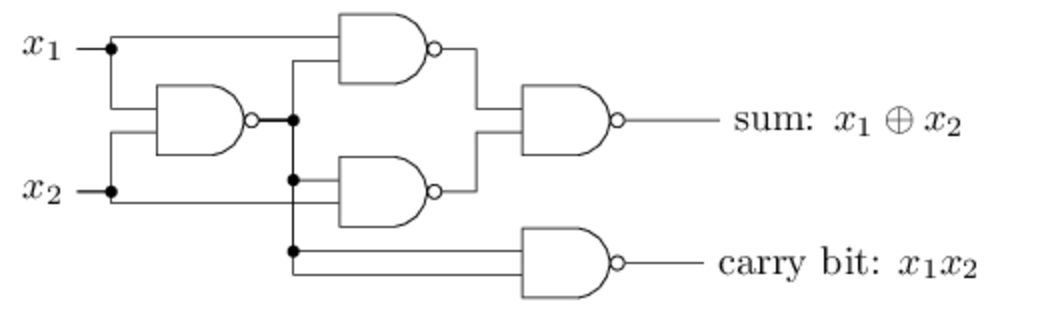 x₁
sum: x₁ ⊕ x₂
x₂
carry bit: x₁x₂